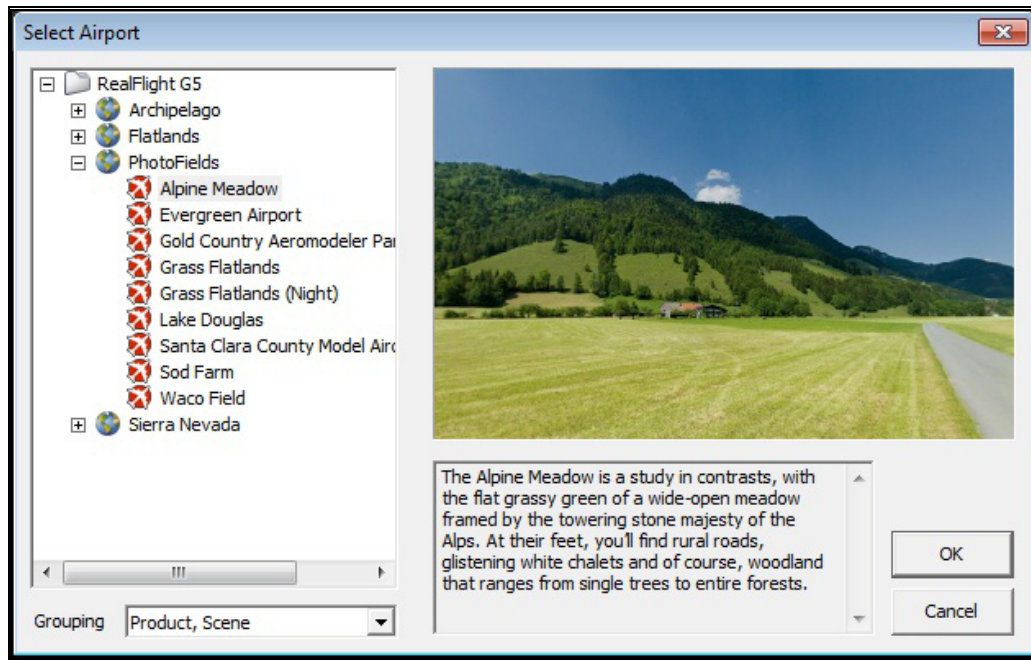 Select Airport
RealFlight G5
Archipelago
Flatlands
PhotoFields
Alpine Meadow
Evergreen Airport
Gold Country Aeromodeler Par
Grass Flatlands
Grass Flatlands (Night)
Lake Douglas
Santa Clara County Model Airc
Sod Farm
Waco Field
Sierra Nevada
Grouping
Product, Scene
The Alpine Meadow is a study in contrasts, with
the flat grassy green of a wide-open meadow
framed by the towering stone majesty of the
Alps. At their feet, you'll find rural roads,
glistening white chalets and of course, woodland
that ranges from single trees to entire forests.
OK
Cancel